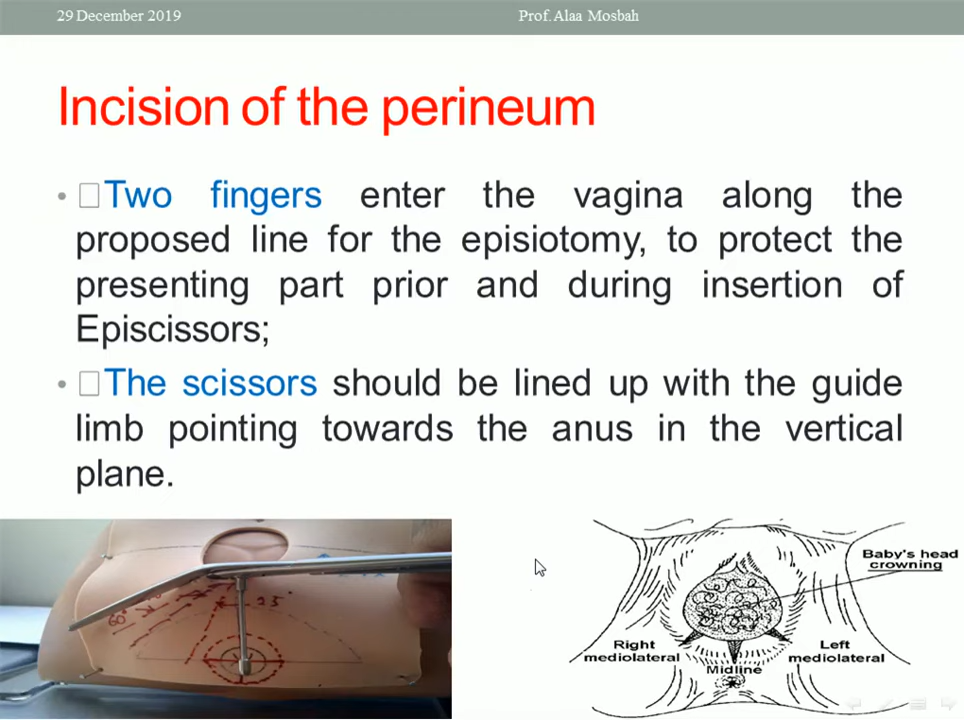 29 December 2019
Prof. Alaa Mosbah
Incision of the perineum
• Two fingers enter the vagina along the
proposed line for the episiotomy, to protect the
presenting part prior and during insertion of
Episcissors;
• The scissors should be lined up with the guide
limb pointing towards the anus in the vertical
plane.
60°
Baby's head
crowning
Right
mediolateral
Left
mediolateral
Midline